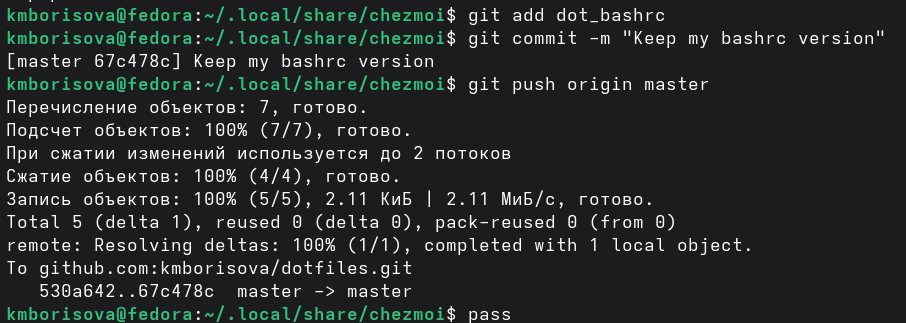 kmborisova@fedora:~/.local/share/chezmoi$ git add dot_bashrc
kmborisova@fedora:~/.local/share/chezmoi$ git commit -m "Keep my bashrc version"
[master 67c478c] Keep my bashrc version
kmborisova@fedora:~/.local/share/chezmoi$ git push origin master
Перечисление объектов: 7, готово.
Подсчет объектов: 100% (7/7), готово.
При сжатии изменений используется до 2 потоков
Сжатие объектов: 100% (4/4), готово.
Запись объектов: 100% (5/5), 2.11 КиБ | 2.11 МиБ/с, готово.
Total 5 (delta 1), reused 0 (delta 0), pack-reused 0 (from 0)
remote: Resolving deltas: 100% (1/1), completed with 1 local object.
To github.com:kmborisova/dotfiles.git
   530a642..67c478c  master -> master
kmborisova@fedora:~/.local/share/chezmoi$ pass